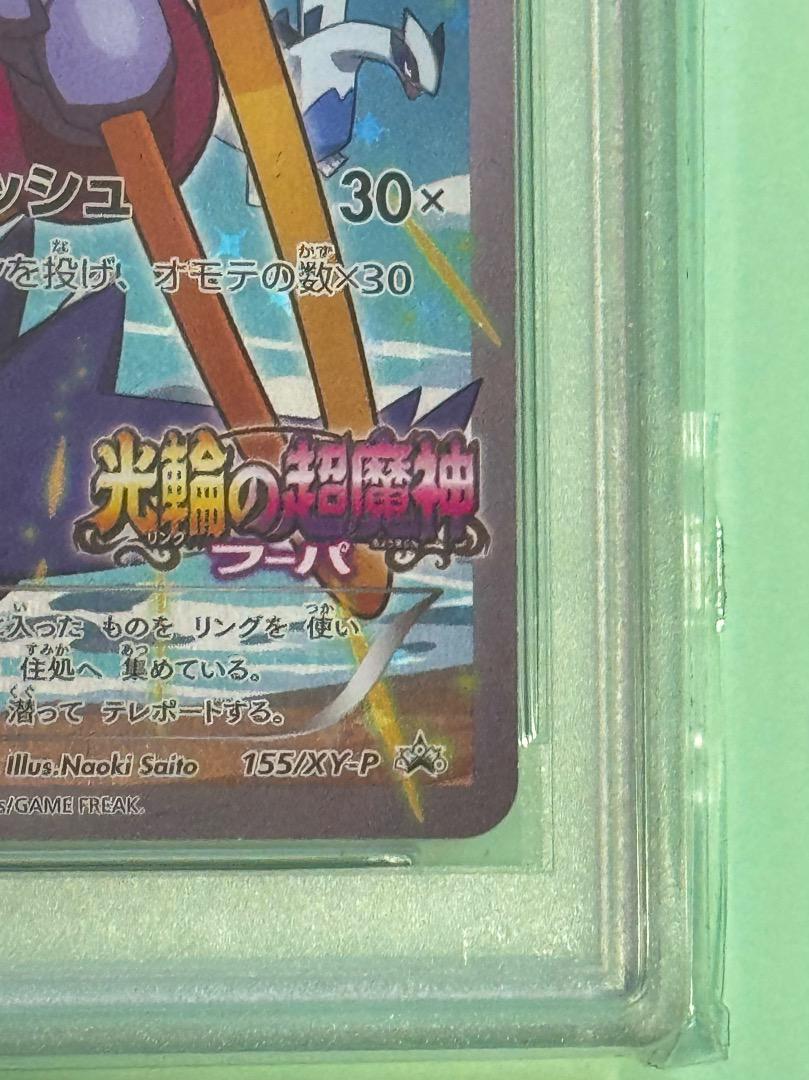 ッシュ 30×
を投げ、オモテの数×30
光輪の超魔神
リング
フーパ
入った ものを リングを 使い
住処へ 集めている。
潜って テレポートする。
Illus.Naoki Saito 155/XY-P
/GAME FREAK.